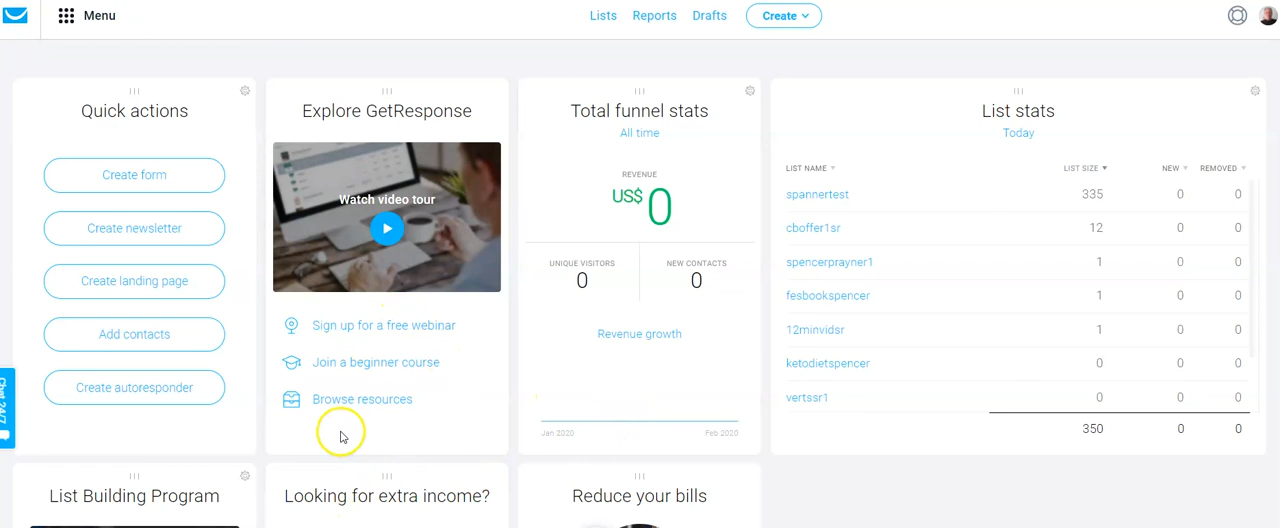 Menu
Lists
Reports
Drafts
Create
Quick actions
Create form
Create newsletter
Create landing page
Add contacts
Create autoresponder
Explore GetResponse
Watch video tour
Sign up for a free webinar
Join a beginner course
Browse resources
Total funnel stats
All time
REVENUE
US$ 0
UNIQUE VISITORS NEW CONTACTS
0 0
Revenue growth
Jan 2020 Feb 2020
List stats
Today
LIST NAME LIST SIZE NEW REMOVED
spannertest 335 0 0
cboffer1sr 12 0 0
spencerprayner1 1 0 0
fesbookspencer 1 0 0
12minvidsr 1 0 0
ketodietspencer 0 0 0
vertssr1 0 0 0
350 0 0
Chat 24/7
List Building Program
Looking for extra income?
Reduce your bills